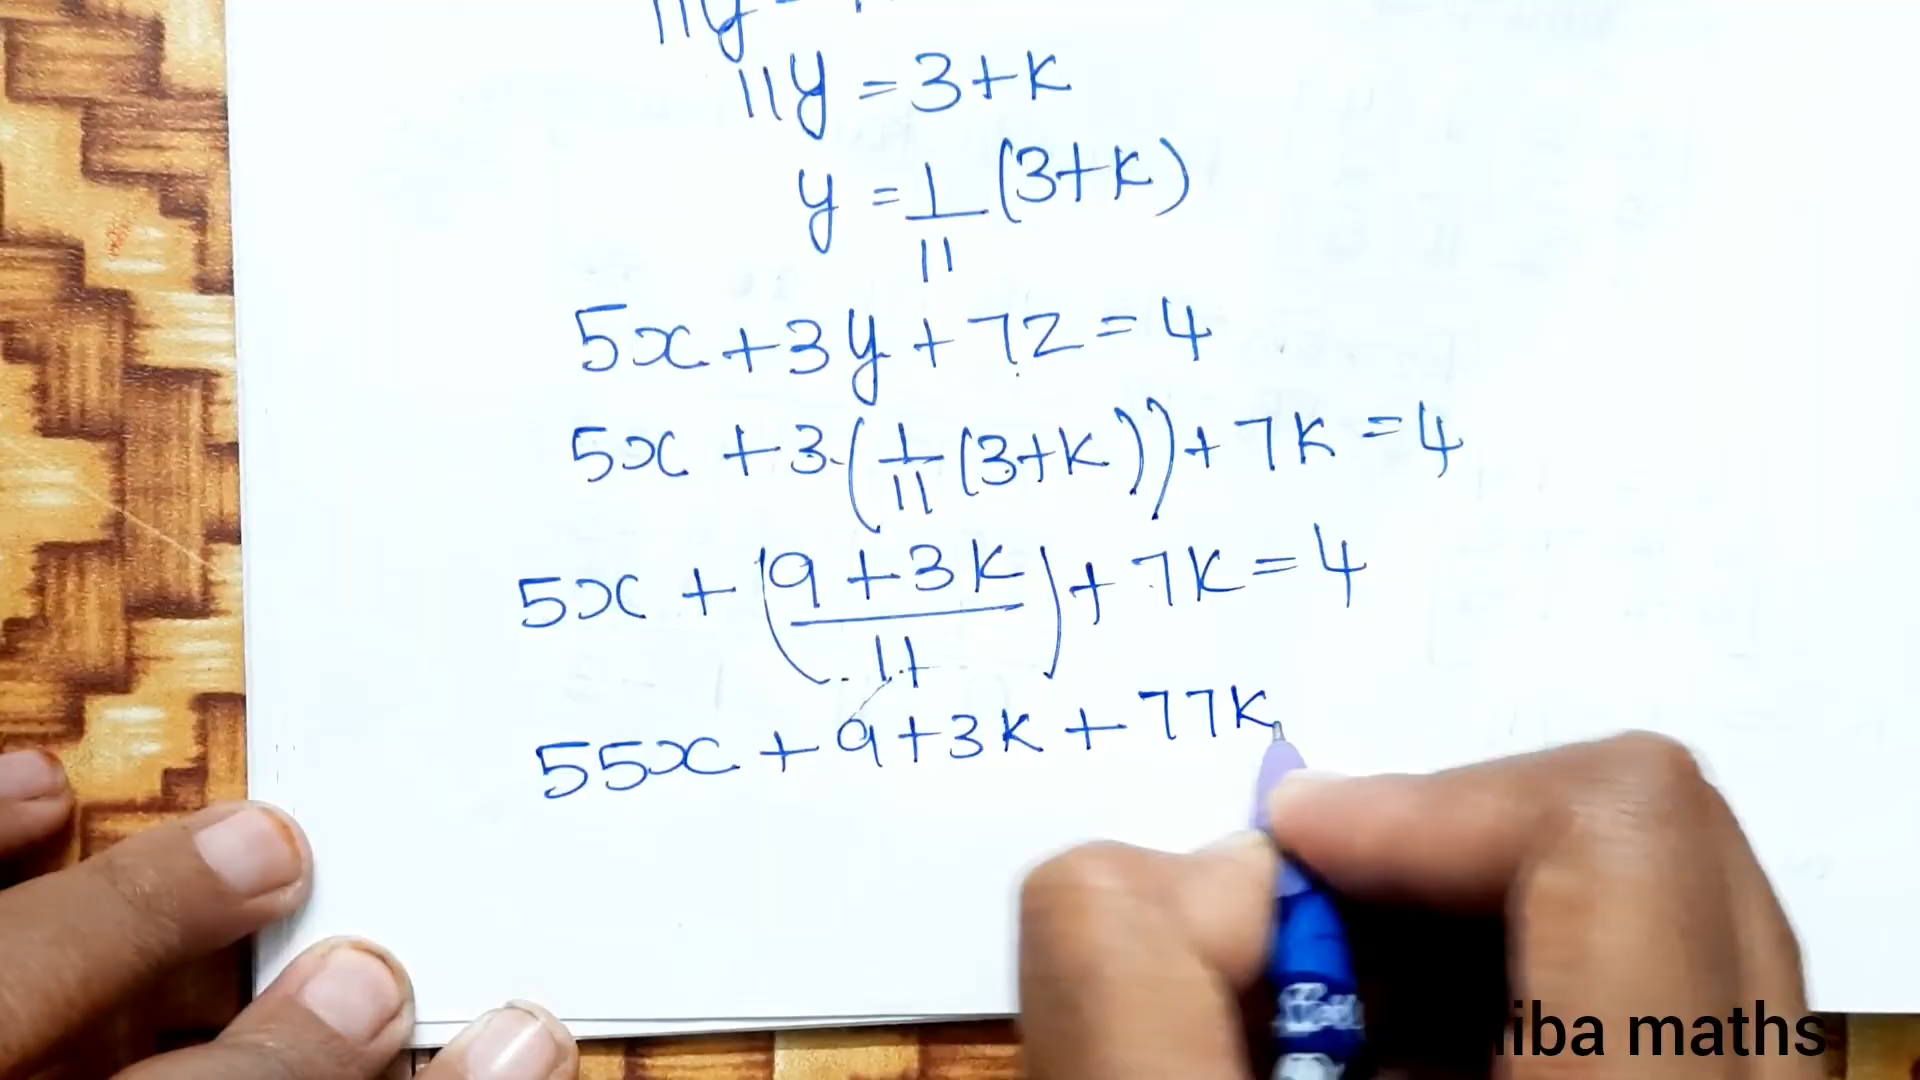 11y
11y = 3+k
y = 1/11 (3+k)
5x + 3y + 7z = 4
5x + 3(1/11 (3+k)) + 7k = 4
5x + (9+3k/11) + 7k = 4
55x + 9 + 3k + 77k
iba maths